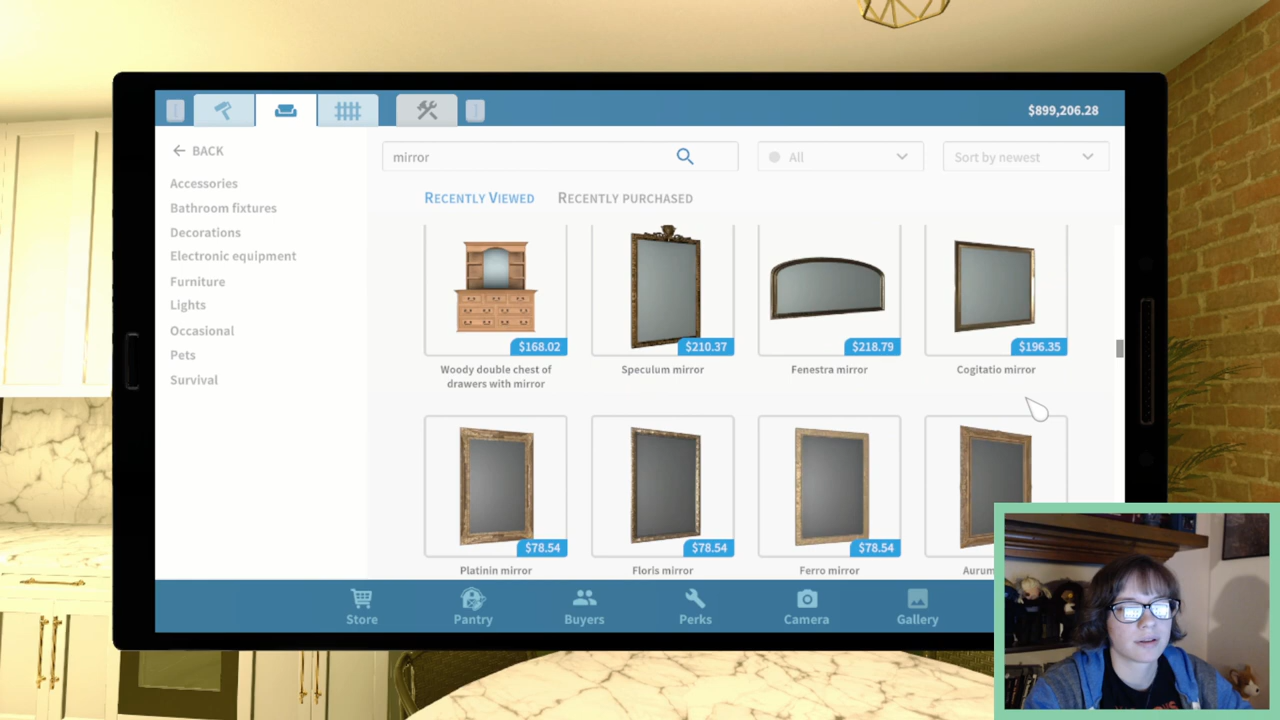 $899,206.28
BACK
mirror
All
Sort by newest
Accessories
Bathroom fixtures
Decorations
Electronic equipment
Furniture
Lights
Occasional
Pets
Survival
RECENTLY VIEWED
RECENTLY PURCHASED
$168.02
$210.37
$218.79
$196.35
Woody double chest of
drawers with mirror
Speculum mirror
Fenestra mirror
Cogitatio mirror
$78.54
$78.54
$78.54
Platinin mirror
Floris mirror
Ferro mirror
Store
Pantry
Buyers
Perks
Camera
Gallery